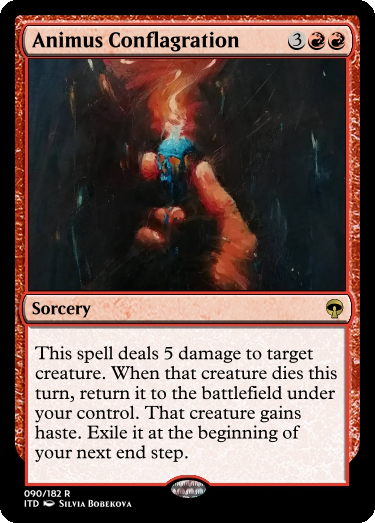 Animus Conflagration 3
Sorcery
This spell deals 5 damage to target
creature. When that creature dies this
turn, return it to the battlefield under
your control. That creature gains
haste. Exile it at the beginning of
your next end step.
090/182 R
ITD Silvia Bobekova